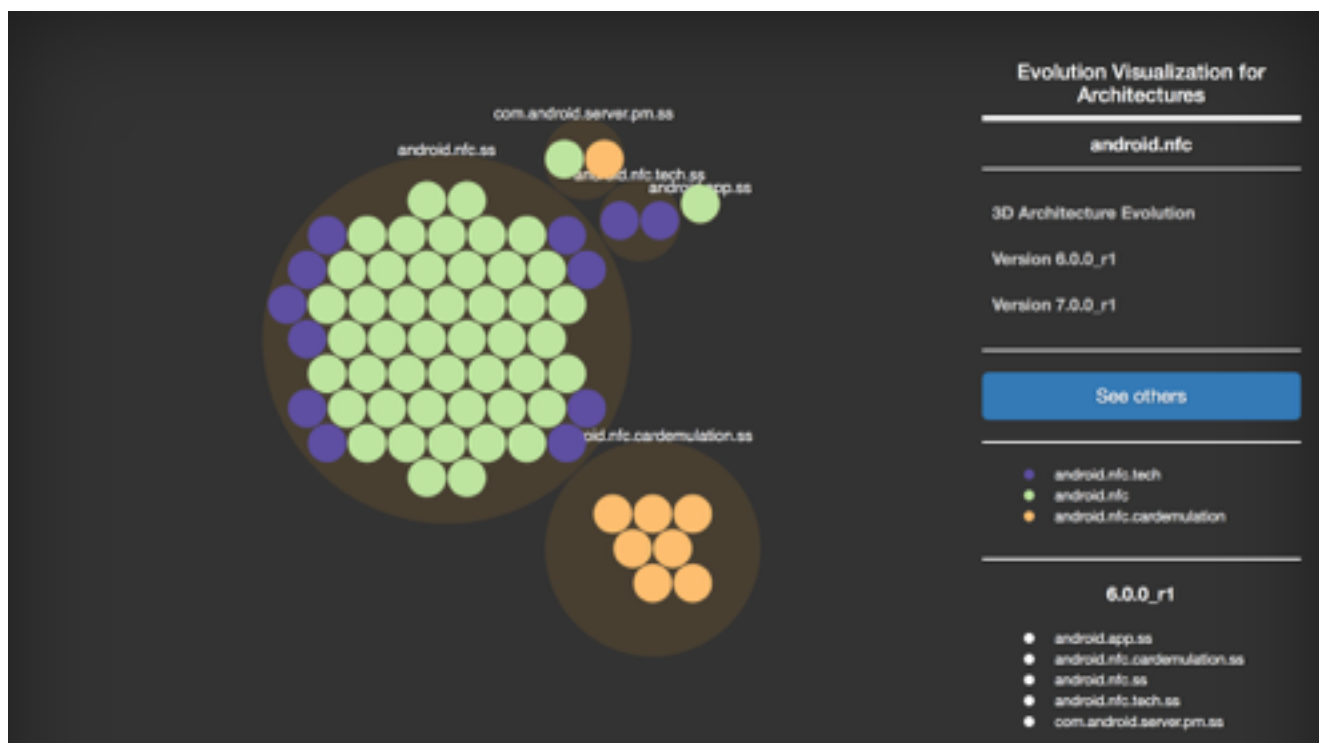 com.android.server.pm.ss
android.nfc.ss
android.nfc.tech.ss
android.app.ss
oid.nfc.cardemulation.ss
Evolution Visualization for
Architectures
android.nfc
3D Architecture Evolution
Version 6.0.0_r1
Version 7.0.0_r1
See others
android.nfc.tech
android.nfc
android.nfc.cardemulation
6.0.0_r1
android.app.ss
android.nfc.cardemulation.ss
android.nfc.ss
android.nfc.tech.ss
com.android.server.pm.ss